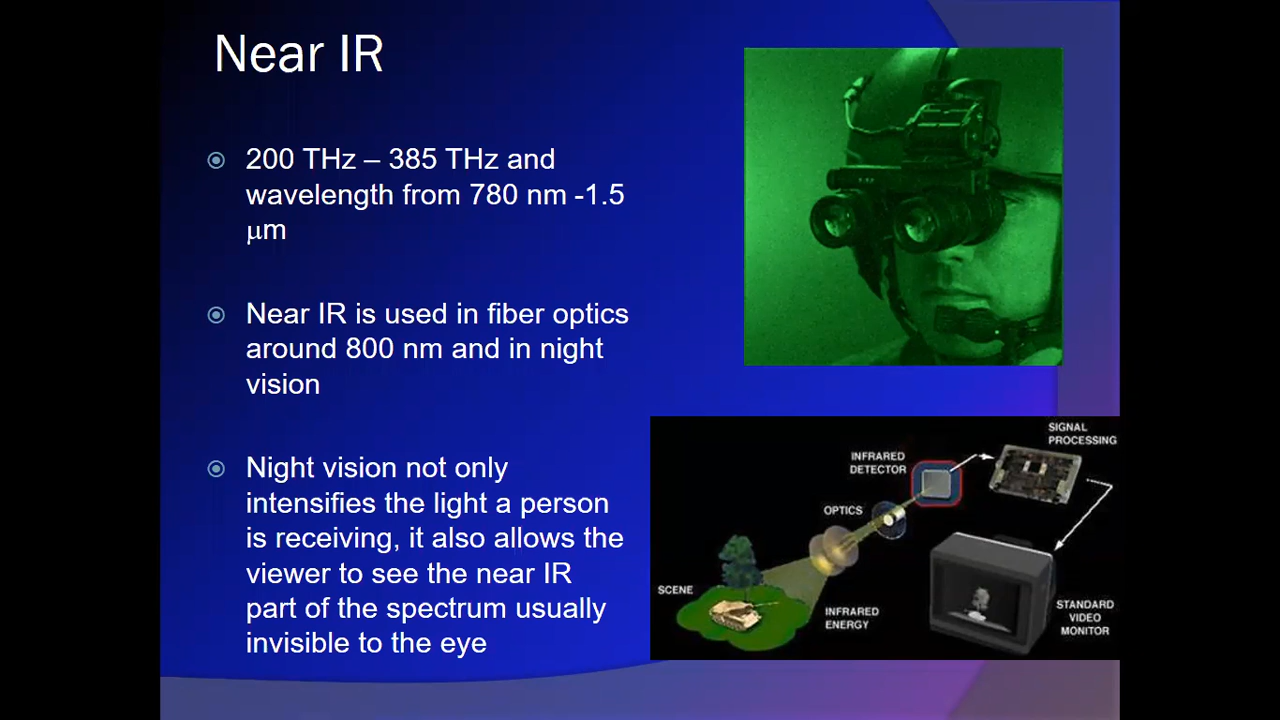 Near IR
200 THz – 385 THz and
wavelength from 780 nm -1.5
μm
Near IR is used in fiber optics
around 800 nm and in night
vision
Night vision not only
intensifies the light a person
is receiving, it also allows the
viewer to see the near IR
part of the spectrum usually
invisible to the eye
SIGNAL
PROCESSING
INFRARED
DETECTOR
OPTICS
SCENE
INFRARED
ENERGY
STANDARD
VIDEO
MONITOR